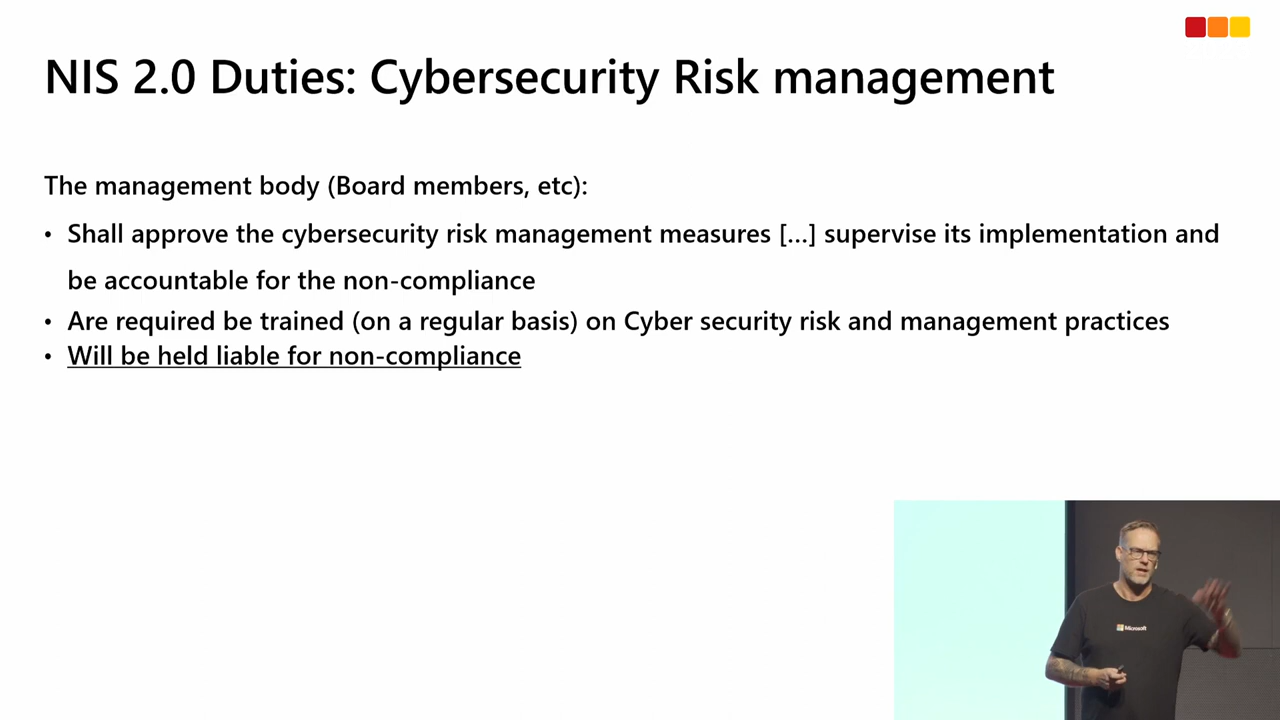 NIS 2.0 Duties: Cybersecurity Risk management
The management body (Board members, etc):
• Shall approve the cybersecurity risk management measures [...] supervise its implementation and
be accountable for the non-compliance
• Are required be trained (on a regular basis) on Cyber security risk and management practices
• Will be held liable for non-compliance
Microsoft